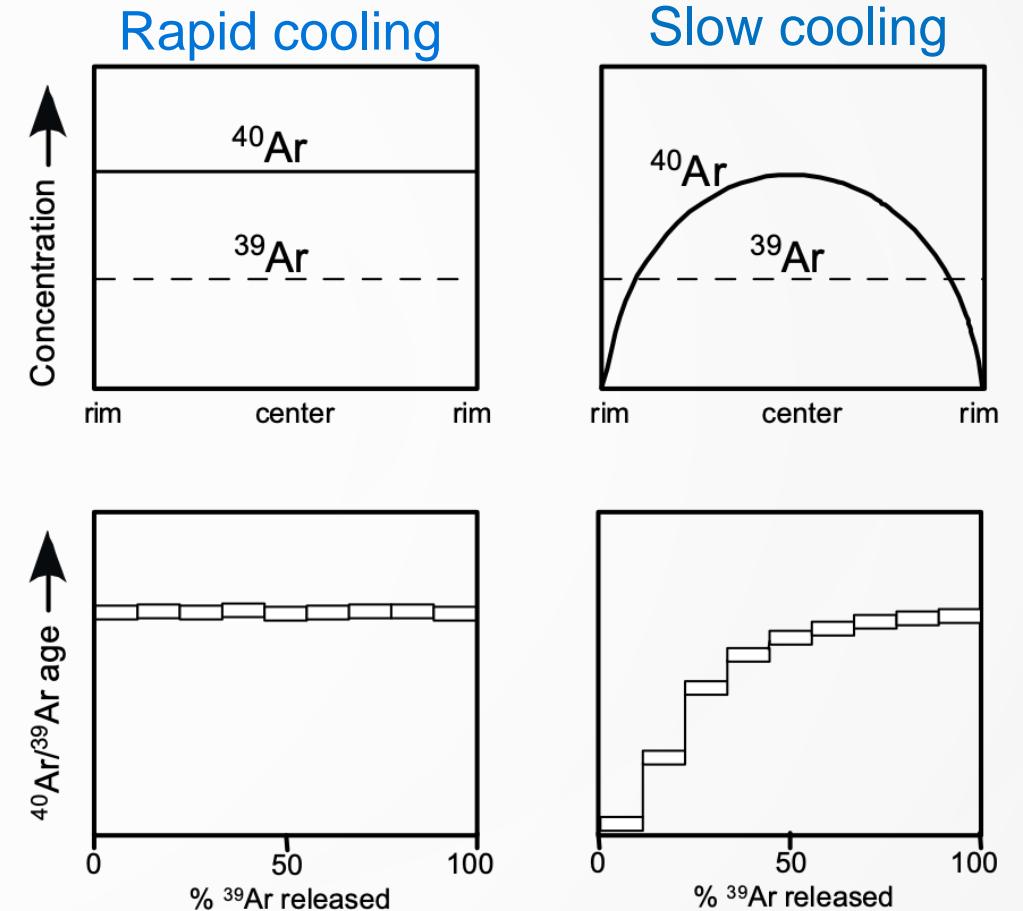 Rapid cooling
Slow cooling
Concentration
⁴⁰Ar
³⁹Ar
rim center rim
⁴⁰Ar
³⁹Ar
rim center rim
⁴⁰Ar/³⁹Ar age
0 50 100
% ³⁹Ar released
0 50 100
% ³⁹Ar released